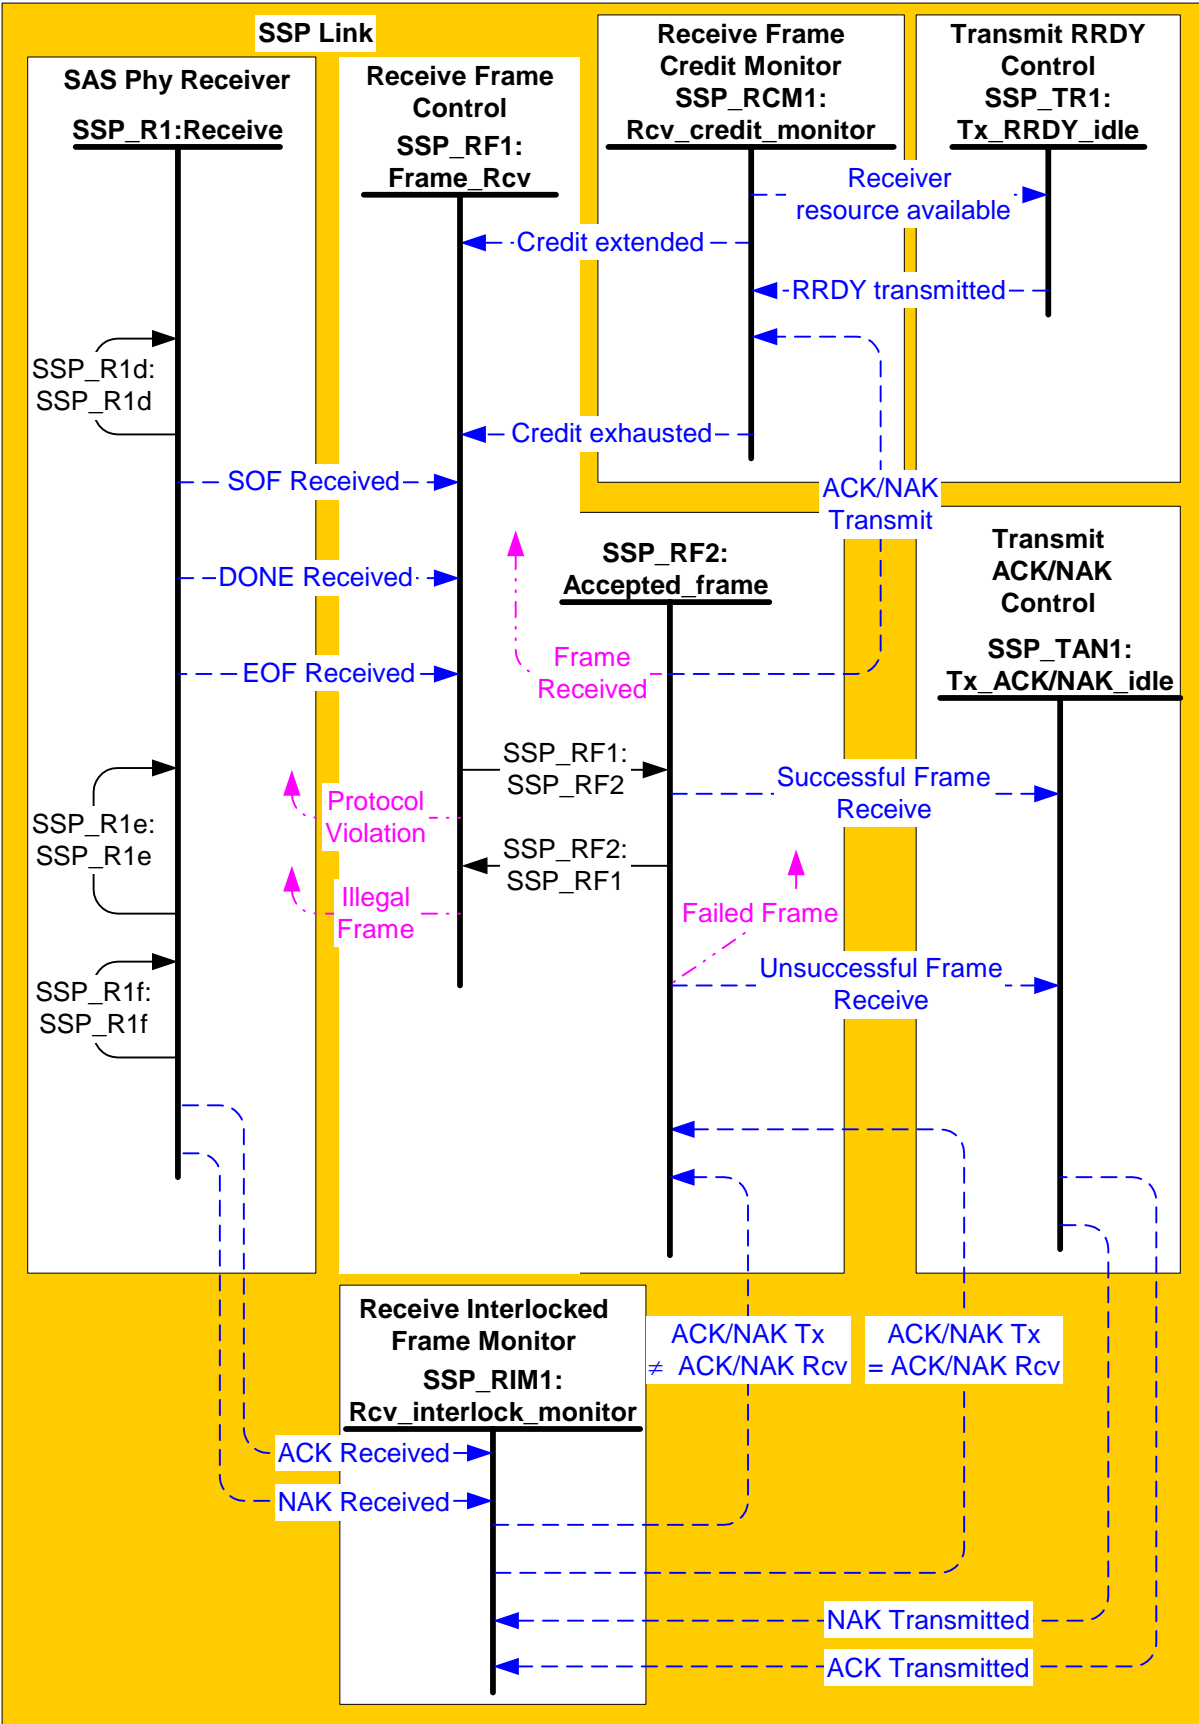 SSP Link
SAS Phy Receiver
SSP_R1:Receive
Receive Frame
Control
SSP_RF1:
Frame_Rcv
Receive Frame
Credit Monitor
SSP_RCM1:
Rcv_credit_monitor
Transmit RRDY
Control
SSP_TR1:
Tx_RRDY_idle
Receiver
resource available
Credit extended
RRDY transmitted
SSP_R1d:
SSP_R1d
Credit exhausted
SOF Received
ACK/NAK
Transmit
DONE Received
SSP_RF2:
Accepted_frame
Transmit
ACK/NAK
Control
SSP_TAN1:
Tx_ACK/NAK_idle
EOF Received
Frame
Received
SSP_RF1:
SSP_RF2
Successful Frame
Receive
Protocol
Violation
SSP_R1e:
SSP_R1e
SSP_RF2:
SSP_RF1
Illegal
Frame
Failed Frame
Unsuccessful Frame
Receive
SSP_R1f:
SSP_R1f
Receive Interlocked
Frame Monitor
SSP_RIM1:
Rcv_interlock_monitor
ACK/NAK Tx
≠ ACK/NAK Rcv
ACK/NAK Tx
= ACK/NAK Rcv
ACK Received
NAK Received
NAK Transmitted
ACK Transmitted